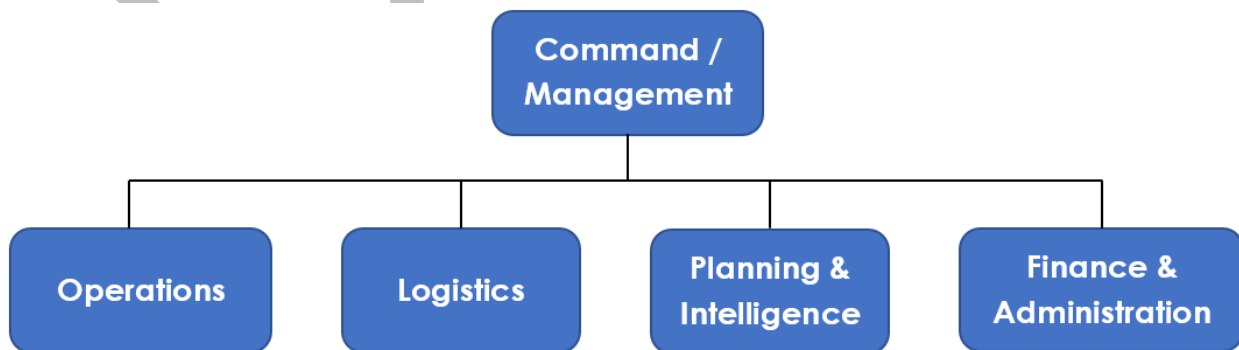 Command /
Management
Operations
Logistics
Planning &
Intelligence
Finance &
Administration